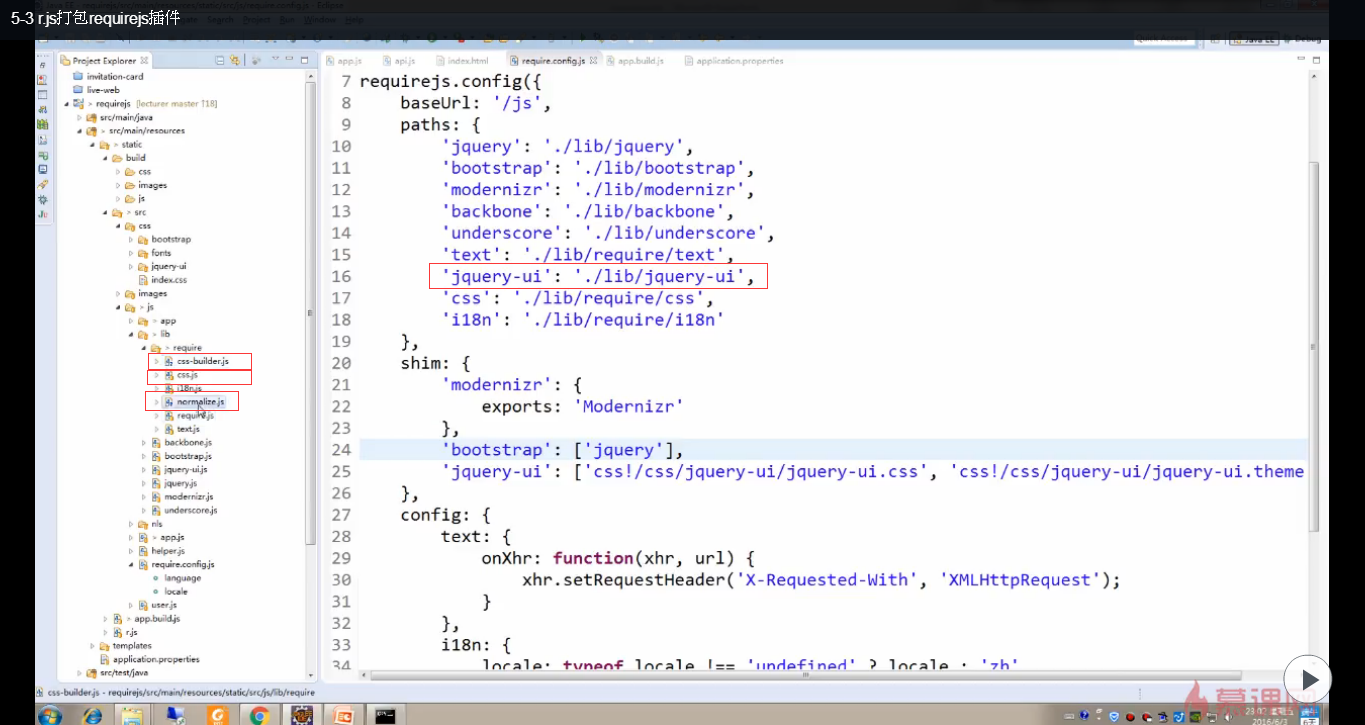 5-3 r.js打包requirejs插件
Project Explorer
invitation-card
live-web
> requirejs [lecturer master ↑18]
src/main/java
> src/main/resources
> static
build
css
images
js
> src
css
bootstrap
fonts
jquery-ui
index.css
images
> js
> app
> lib
> require
css-builder.js
css.js
i18n.js
normalize.js
require.js
text.js
backbone.js
bootstrap.js
jquery-ui.js
jquery.js
modernizr.js
underscore.js
nls
> app.js
helper.js
require.config.js
language
locale
user.js
> app.build.js
r.js
templates
application.properties
src/test/java
app.js
api.js
index.html
require.config.js
app.build.js
application.properties
7 requirejs.config({
8 baseUrl: '/js',
9 paths: {
10 'jquery': './lib/jquery',
11 'bootstrap': './lib/bootstrap',
12 'modernizr': './lib/modernizr',
13 'backbone': './lib/backbone',
14 'underscore': './lib/underscore',
15 'text': './lib/require/text',
16 'jquery-ui': './lib/jquery-ui',
17 'css': './lib/require/css',
18 'i18n': './lib/require/i18n'
19 },
20 shim: {
21 'modernizr': {
22 exports: 'Modernizr'
23 },
24 'bootstrap': ['jquery'],
25 'jquery-ui': ['css!/css/jquery-ui/jquery-ui.css', 'css!/css/jquery-ui/jquery-ui.theme
26 },
27 config: {
28 text: {
29 onXhr: function(xhr, url) {
30 xhr.setRequestHeader('X-Requested-With', 'XMLHttpRequest');
31 }
32 },
33 i18n: {
34 locale: typeof locale !== 'undefined' ? locale : 'zh'
css-builder.js - requirejs/src/main/resources/static/src/js/lib/require
慕课网
2016/6/3